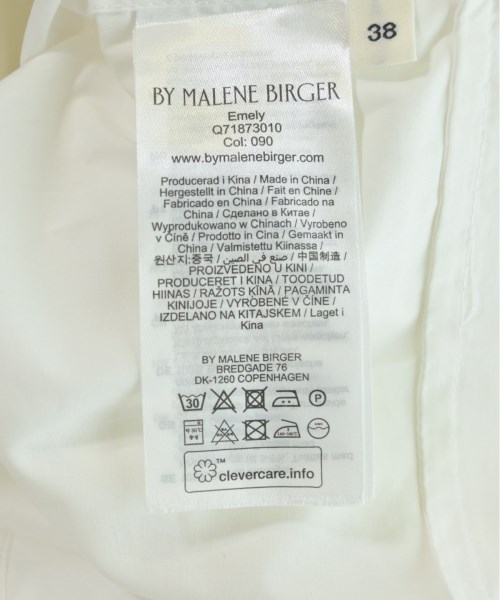 38
BY MALENE BIRGER
Emely
Q71873010
Col: 090
www.bymalenebirger.com
Producerad i Kina / Made in China /
Hergestellt in China / Fait en Chine /
Fabricado en China / Fabricado na
China / Сделано в Китае /
Wyprodukowano w Chinach / Vyrobeno
v Číně / Prodotto in Cina / Gemaakt in
China / Valmistettu Kiinassa /
원산지:중국 / صنع في الصين / 中国制造 /
PROIZVEDENO U KINI /
PRODUCERET I KINA / TOODETUD
HIINAS / RAŽOTS ĶĪNĀ / PAGAMINTA
KINIJOJE / VYROBENÉ V ČÍNE /
IZDELANO NA KITAJSKEM / Laget i
Kina
BY MALENE BIRGER
BREDGADE 76
DK-1260 COPENHAGEN
30 P
clevercare.info